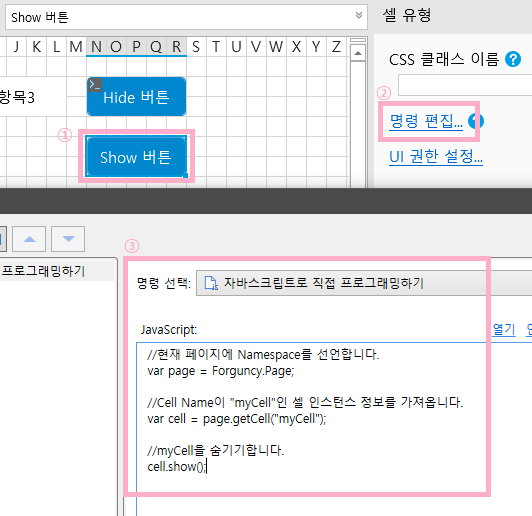 Show 버튼
셀 유형
J K L M N O P Q R S T U V W X Y Z
CSS 클래스 이름 ?
항목3
Hide 버튼
②
①
명령 편집... ?
Show 버튼
UI 권한 설정...
③
프로그래밍하기
명령 선택: 자바스크립트로 직접 프로그래밍하기
JavaScript:
열기
//현재 페이지에 Namespace를 선언합니다.
var page = Forguncy.Page;
//Cell Name이 "myCell"인 셀 인스턴스 정보를 가져옵니다.
var cell = page.getCell("myCell");
//myCell을 숨기기합니다.
cell.show();